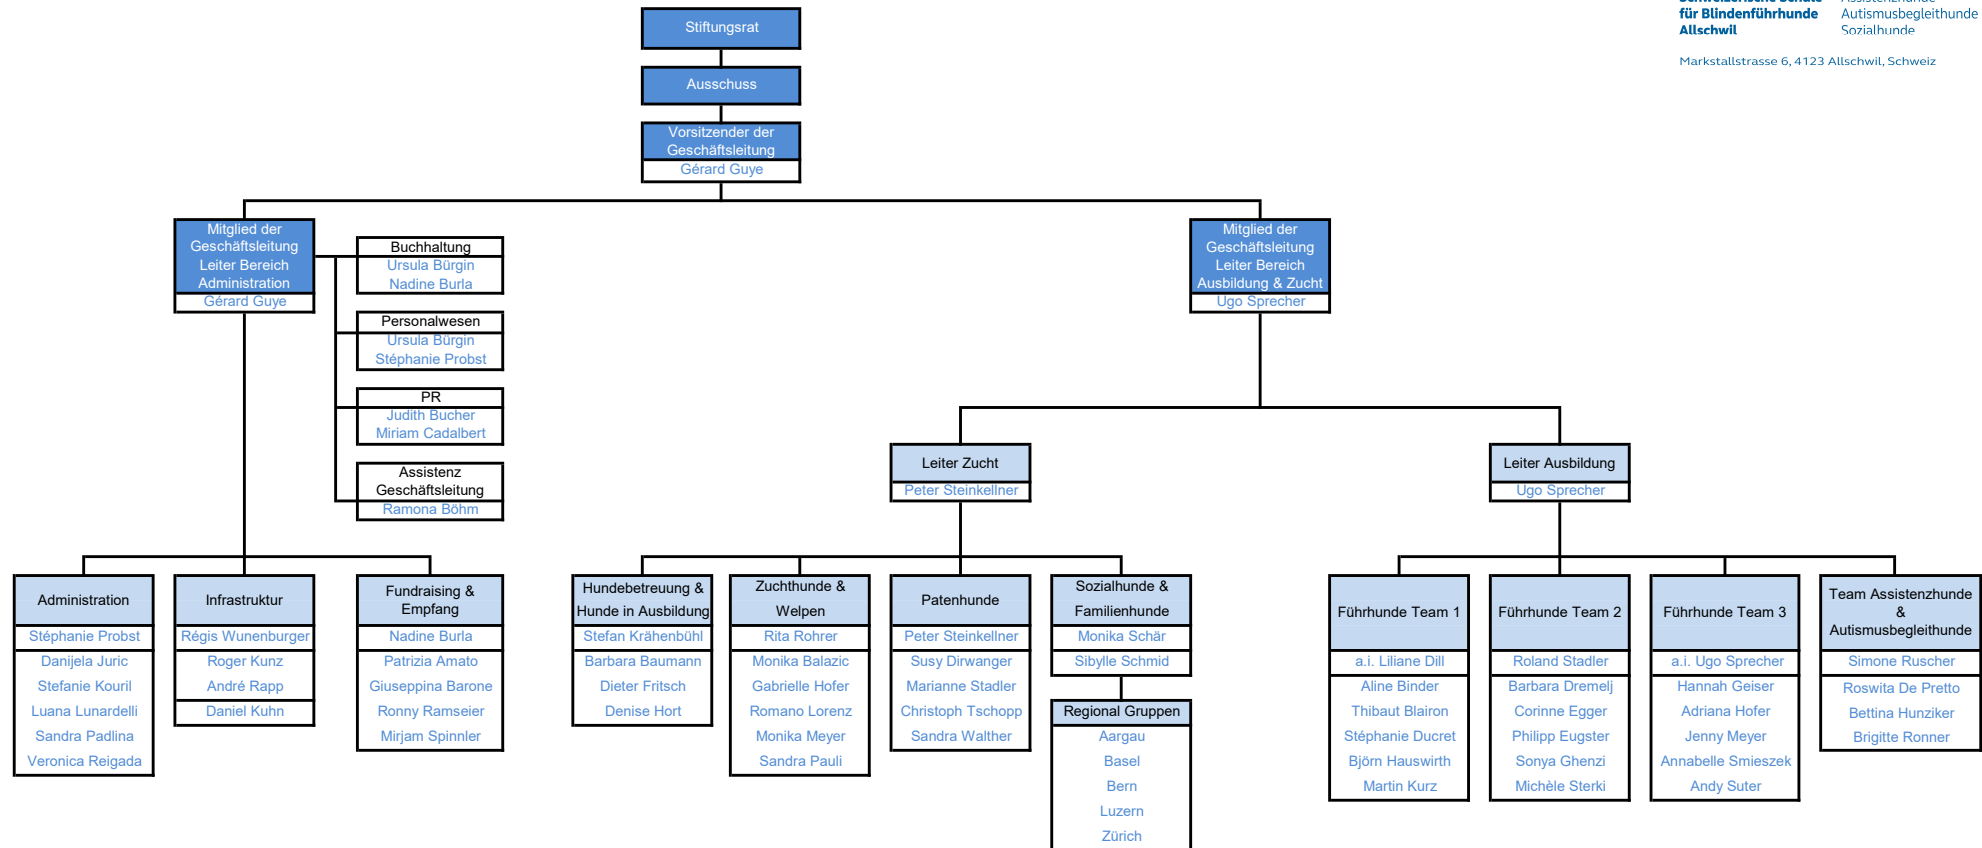 Schweizerische Schule
für Blindenführhunde
Allschwil
Assistenzhunde
Autismusbegleithunde
Sozialhunde
Markstallstrasse 6, 4123 Allschwil, Schweiz
Stiftungsrat
Ausschuss
Vorsitzender der
Geschäftsleitung
Gérard Guye
Mitglied der
Geschäftsleitung
Leiter Bereich
Administration
Gérard Guye
Buchhaltung
Ursula Bürgin
Nadine Burla
Personalwesen
Ursula Bürgin
Stéphanie Probst
PR
Judith Bucher
Miriam Cadalbert
Assistenz
Geschäftsleitung
Ramona Böhm
Mitglied der
Geschäftsleitung
Leiter Bereich
Ausbildung & Zucht
Ugo Sprecher
Leiter Zucht
Peter Steinkellner
Leiter Ausbildung
Ugo Sprecher
Administration
Stéphanie Probst
Danijela Juric
Stefanie Kouril
Luana Lunardelli
Sandra Padlina
Veronica Reigada
Infrastruktur
Régis Wunenburger
Roger Kunz
André Rapp
Daniel Kuhn
Fundraising &
Empfang
Nadine Burla
Patrizia Amato
Giuseppina Barone
Ronny Ramseier
Mirjam Spinnler
Hundebetreuung &
Hunde in Ausbildung
Stefan Krähenbühl
Barbara Baumann
Dieter Fritsch
Denise Hort
Zuchthunde &
Welpen
Rita Rohrer
Monika Balazic
Gabrielle Hofer
Romano Lorenz
Monika Meyer
Sandra Pauli
Patenhunde
Peter Steinkellner
Susy Dirwanger
Marianne Stadler
Christoph Tschopp
Sandra Walther
Sozialhunde &
Familienhunde
Monika Schär
Sibylle Schmid
Regional Gruppen
Aargau
Basel
Bern
Luzern
Zürich
Führhunde Team 1
a.i. Liliane Dill
Aline Binder
Thibaut Blairon
Stéphanie Ducret
Björn Hauswirth
Martin Kurz
Führhunde Team 2
Roland Stadler
Barbara Dremelj
Corinne Egger
Philipp Eugster
Sonya Ghenzi
Michèle Sterki
Führhunde Team 3
a.i. Ugo Sprecher
Hannah Geiser
Adriana Hofer
Jenny Meyer
Annabelle Smieszek
Andy Suter
Team Assistenzhunde
&
Autismusbegleithunde
Simone Ruscher
Roswita De Pretto
Bettina Hunziker
Brigitte Ronner